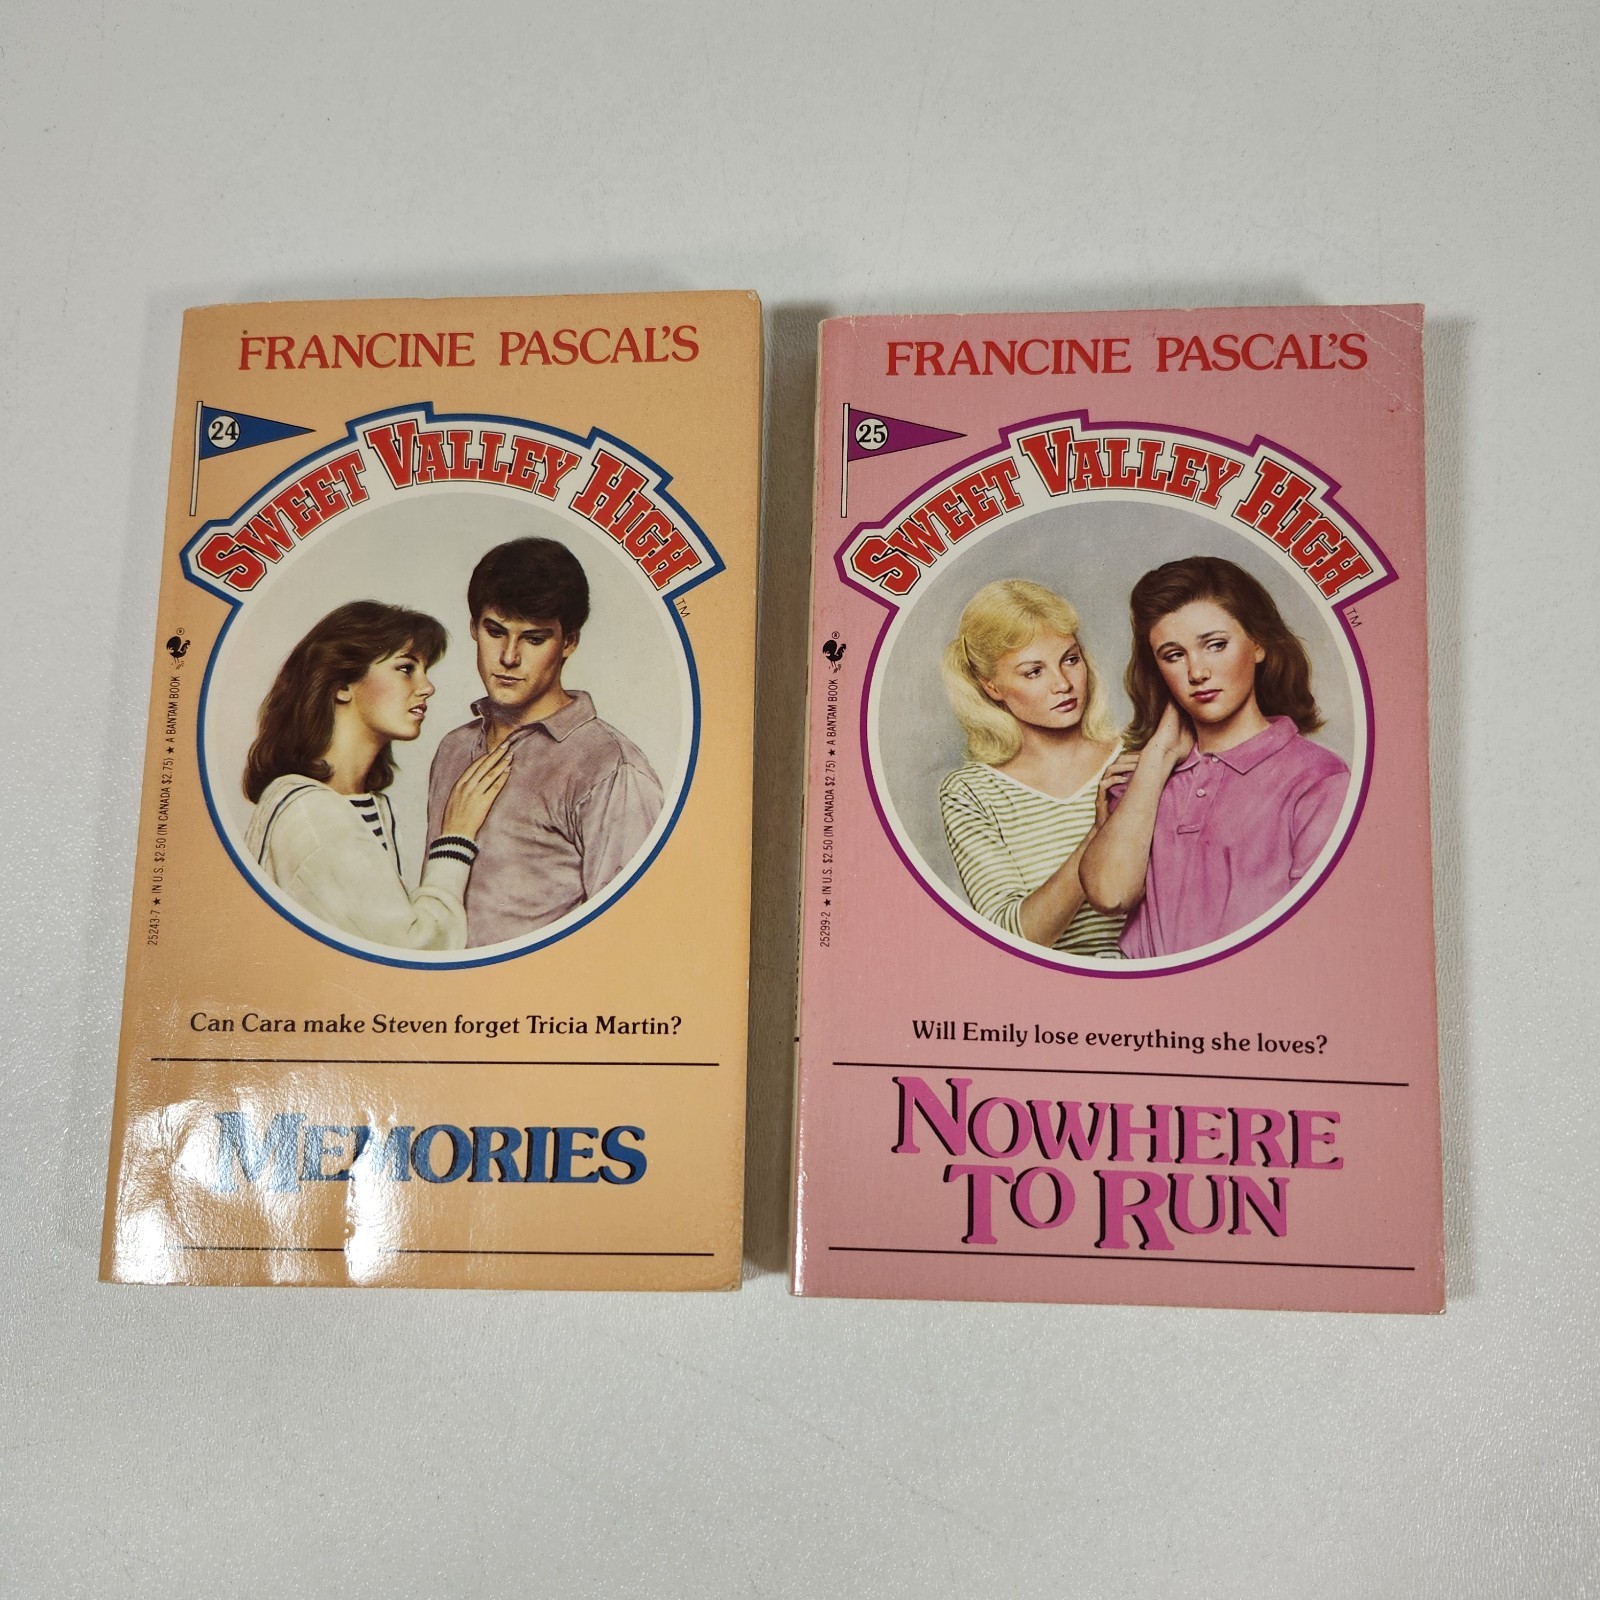 FRANCINE PASCAL'S
24
SWEET VALLEY HIGH
™
®
25243-7 ★ IN U.S. $2.50 (IN CANADA $2.75) ★ A BANTAM BOOK
Can Cara make Steven forget Tricia Martin?
MEMORIES
FRANCINE PASCAL'S
25
SWEET VALLEY HIGH
™
®
25299-2 ★ IN U.S. $2.50 (IN CANADA $2.75) ★ A BANTAM BOOK
Will Emily lose everything she loves?
NOWHERE
TO RUN